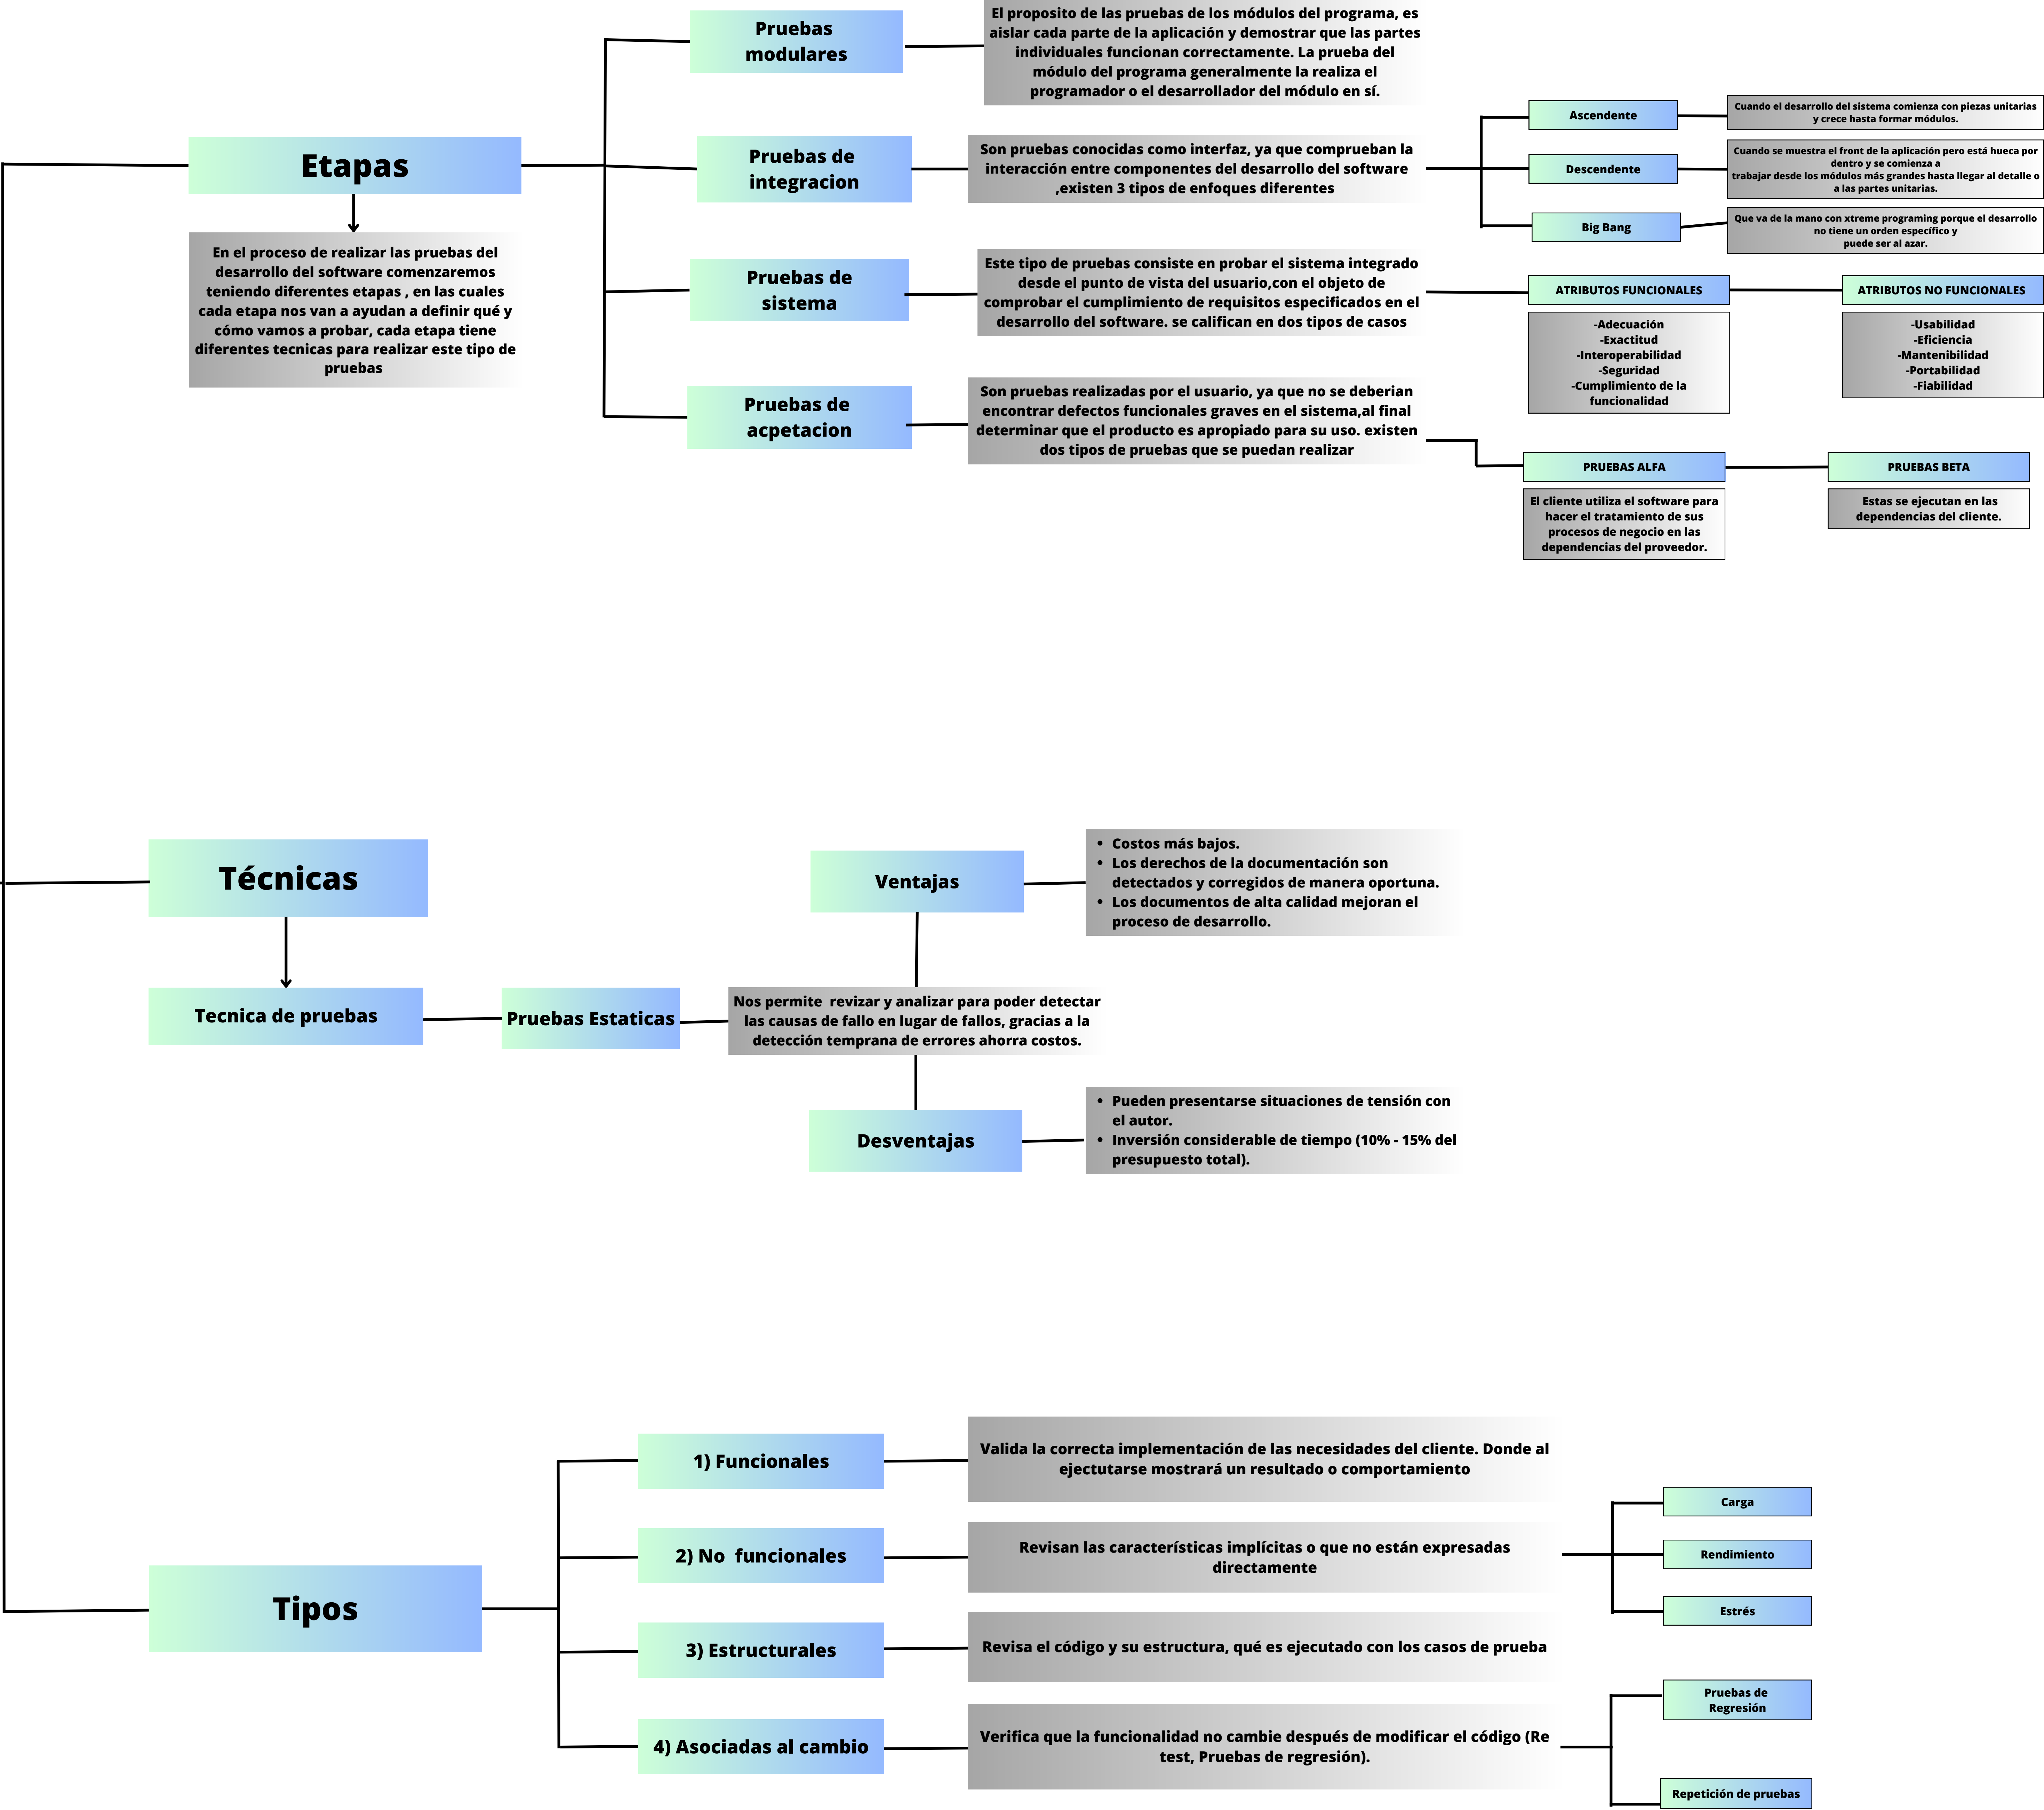 Etapas
En el proceso de realizar las pruebas del
desarrollo del software comenzaremos
teniendo diferentes etapas , en las cuales
cada etapa nos van a ayudan a definir qué y
cómo vamos a probar, cada etapa tiene
diferentes tecnicas para realizar este tipo de
pruebas
Pruebas
modulares
El proposito de las pruebas de los módulos del programa, es
aislar cada parte de la aplicación y demostrar que las partes
individuales funcionan correctamente. La prueba del
módulo del programa generalmente la realiza el
programador o el desarrollador del módulo en sí.
Pruebas de
integracion
Son pruebas conocidas como interfaz, ya que comprueban la
interacción entre componentes del desarrollo del software
,existen 3 tipos de enfoques diferentes
Ascendente
Cuando el desarrollo del sistema comienza con piezas unitarias
y crece hasta formar módulos.
Descendente
Cuando se muestra el front de la aplicación pero está hueca por
dentro y se comienza a
trabajar desde los módulos más grandes hasta llegar al detalle o
a las partes unitarias.
Big Bang
Que va de la mano con xtreme programing porque el desarrollo
no tiene un orden específico y
puede ser al azar.
Pruebas de
sistema
Este tipo de pruebas consiste en probar el sistema integrado
desde el punto de vista del usuario,con el objeto de
comprobar el cumplimiento de requisitos especificados en el
desarrollo del software. se califican en dos tipos de casos
ATRIBUTOS FUNCIONALES
-Adecuación
-Exactitud
-Interoperabilidad
-Seguridad
-Cumplimiento de la
funcionalidad
ATRIBUTOS NO FUNCIONALES
-Usabilidad
-Eficiencia
-Mantenibilidad
-Portabilidad
-Fiabilidad
Pruebas de
acpetacion
Son pruebas realizadas por el usuario, ya que no se deberian
encontrar defectos funcionales graves en el sistema,al final
determinar que el producto es apropiado para su uso. existen
dos tipos de pruebas que se puedan realizar
PRUEBAS ALFA
El cliente utiliza el software para
hacer el tratamiento de sus
procesos de negocio en las
dependencias del proveedor.
PRUEBAS BETA
Estas se ejecutan en las
dependencias del cliente.
Técnicas
Tecnica de pruebas
Pruebas Estaticas
Nos permite  revizar y analizar para poder detectar
las causas de fallo en lugar de fallos, gracias a la
detección temprana de errores ahorra costos.
Ventajas
• Costos más bajos.
• Los derechos de la documentación son
detectados y corregidos de manera oportuna.
• Los documentos de alta calidad mejoran el
proceso de desarrollo.
Desventajas
• Pueden presentarse situaciones de tensión con
el autor.
• Inversión considerable de tiempo (10% - 15% del
presupuesto total).
Tipos
1) Funcionales
Valida la correcta implementación de las necesidades del cliente. Donde al
ejectutarse mostrará un resultado o comportamiento
2) No  funcionales
Revisan las características implícitas o que no están expresadas
directamente
Carga
Rendimiento
Estrés
3) Estructurales
Revisa el código y su estructura, qué es ejecutado con los casos de prueba
4) Asociadas al cambio
Verifica que la funcionalidad no cambie después de modificar el código (Re
test, Pruebas de regresión).
Pruebas de
Regresión
Repetición de pruebas